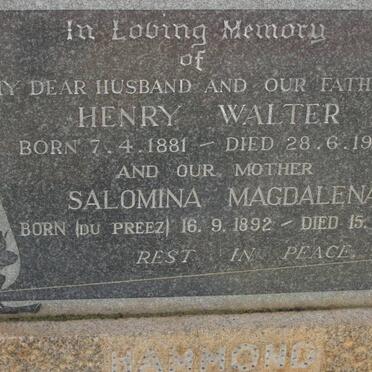 In Loving Memory
of
MY DEAR HUSBAND AND OUR FATH
HENRY WALTER
BORN 7.4.1881 – DIED 28.6.19
AND OUR MOTHER
SALOMINA MAGDALENA
BORN (DU PREEZ) 16.9.1892 – DIED 15.
REST IN PEACE.
HAMMOND